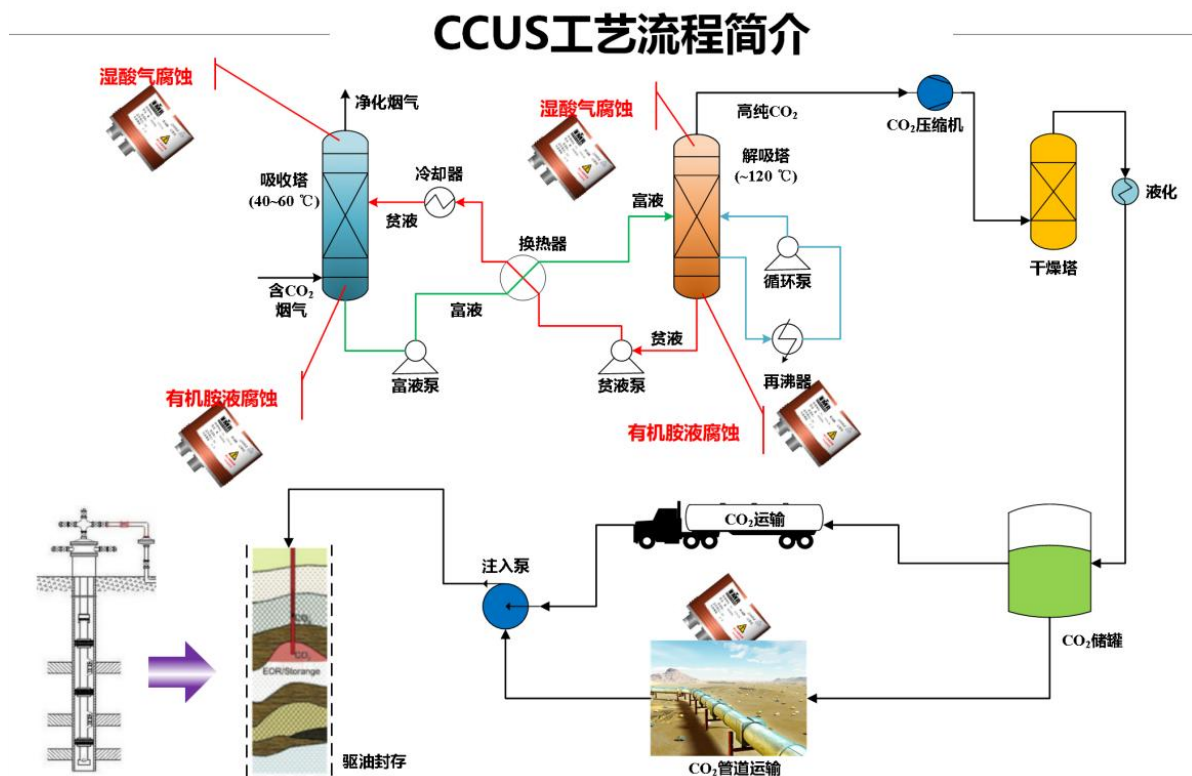 CCUS工艺流程简介
湿酸气腐蚀
净化烟气
吸收塔
(40~60 ℃)
冷却器
贫液
含CO₂
烟气
富液
富液泵
换热器
有机胺液腐蚀
湿酸气腐蚀
高纯CO₂
解吸塔
(~120 ℃)
富液
循环泵
再沸器
贫液
贫液泵
有机胺液腐蚀
CO₂压缩机
干燥塔
液化
CO₂运输
注入泵
CO₂储罐
CO₂管道运输
CO₂
CO₂
EOR/Storange
驱油封存